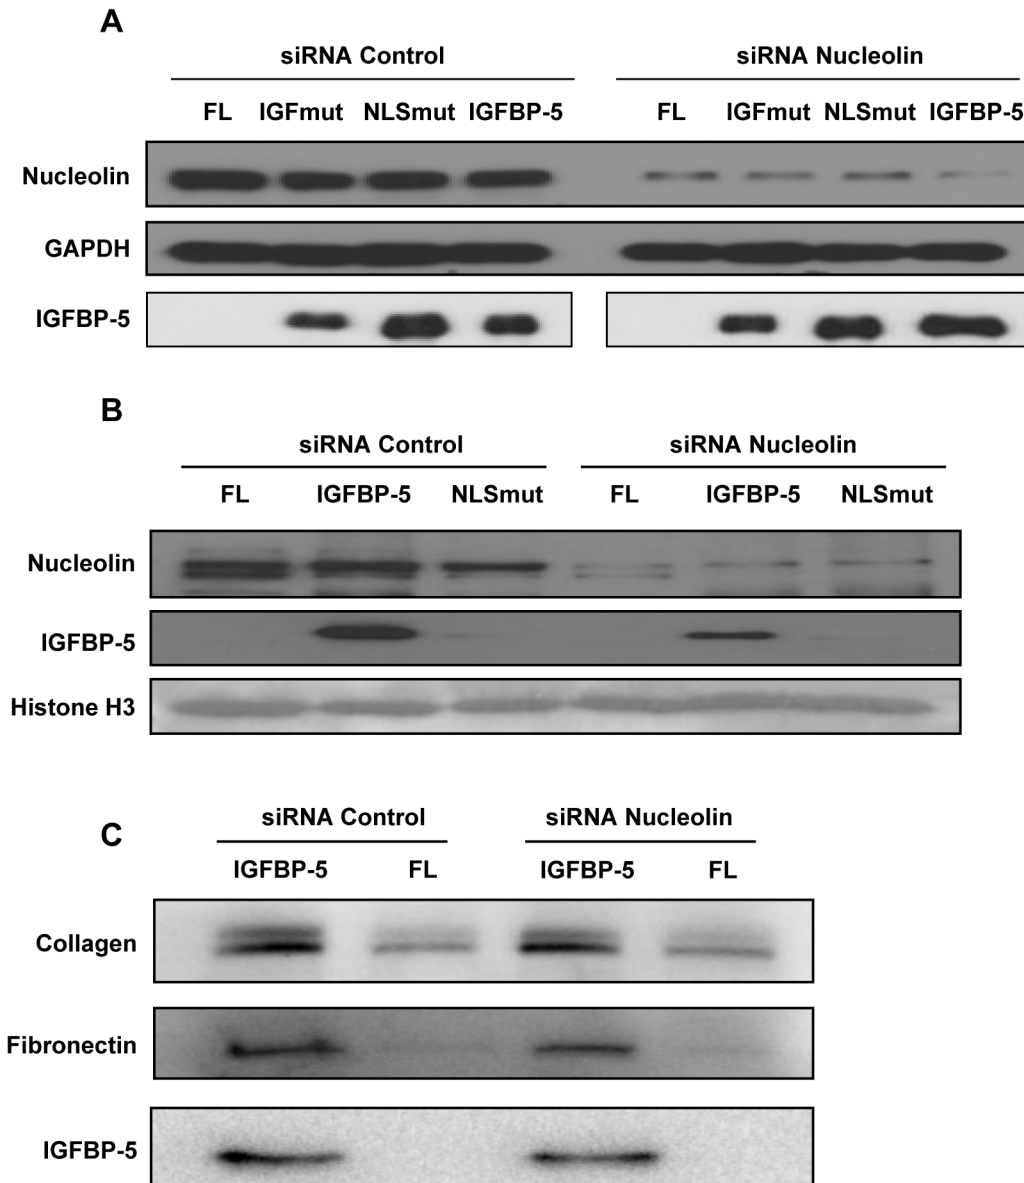 A
siRNA Control siRNA Nucleolin
FL IGFmut NLSmut IGFBP-5 FL IGFmut NLSmut IGFBP-5
Nucleolin
GAPDH
IGFBP-5
B
siRNA Control siRNA Nucleolin
FL IGFBP-5 NLSmut FL IGFBP-5 NLSmut
Nucleolin
IGFBP-5
Histone H3
C
siRNA Control siRNA Nucleolin
IGFBP-5 FL IGFBP-5 FL
Collagen
Fibronectin
IGFBP-5